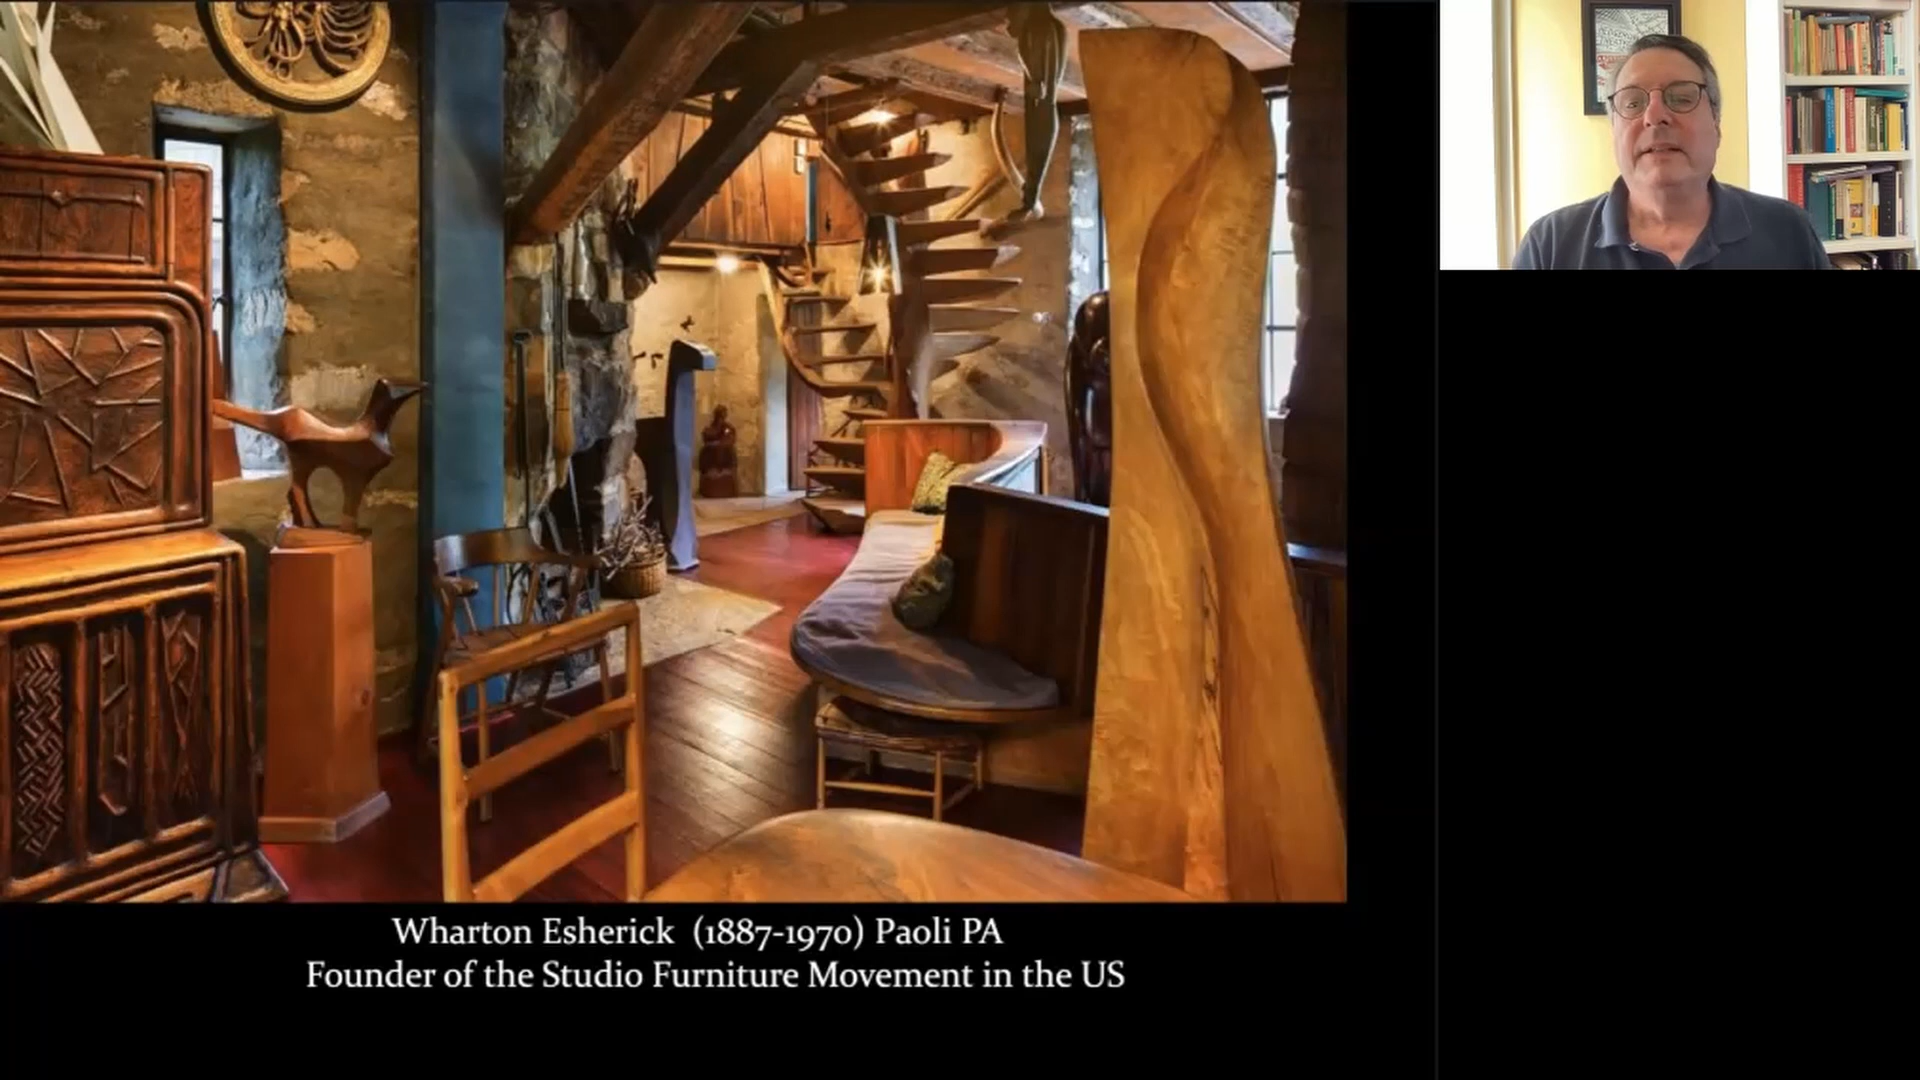 Wharton Esherick (1887-1970) Paoli PA
Founder of the Studio Furniture Movement in the US